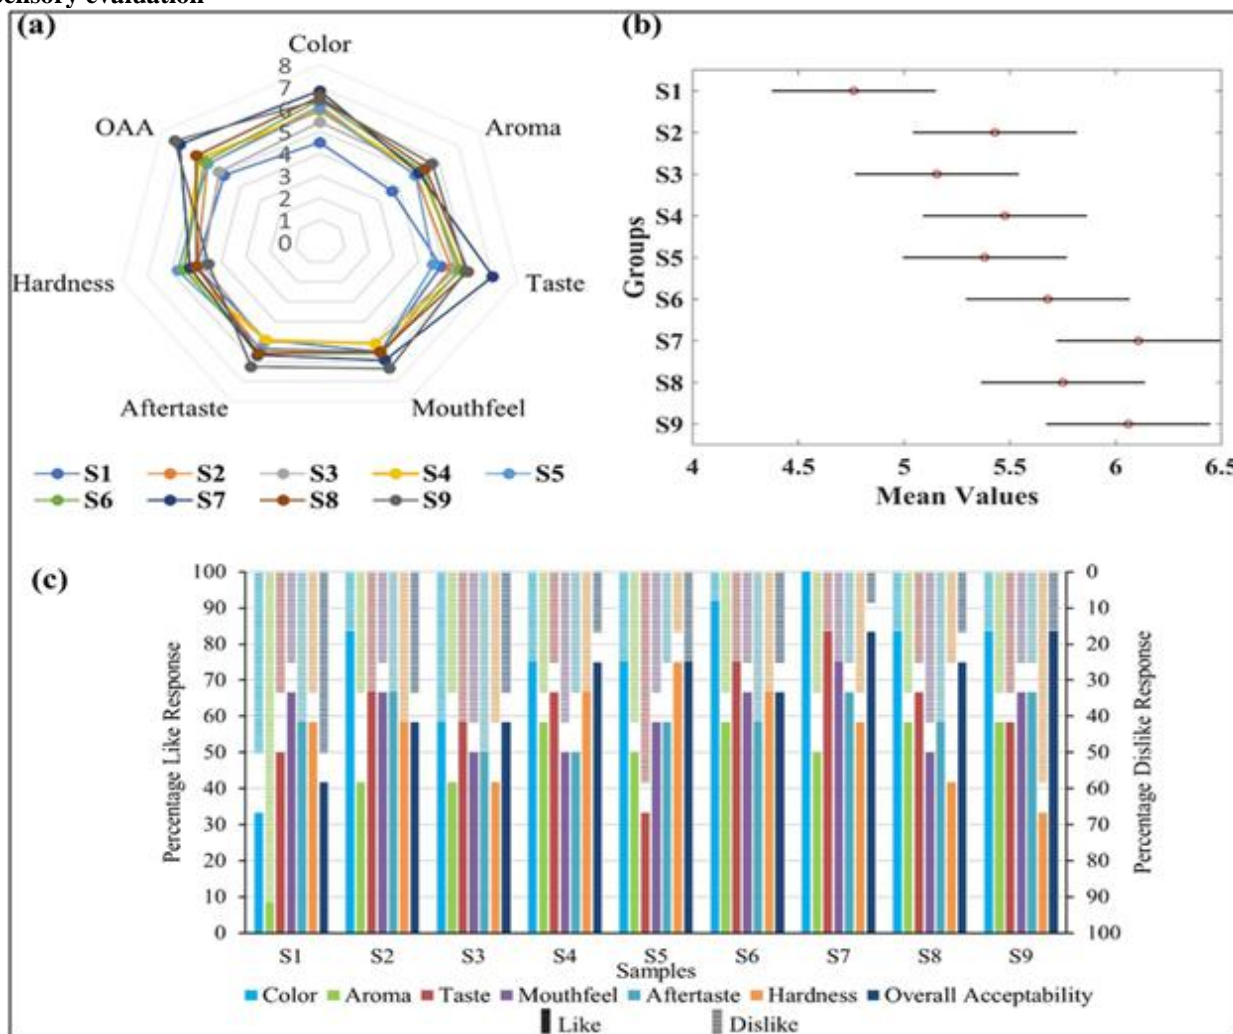 sensory evaluation
(a)
Color
8
7
6
5
4
3
2
1
0
OAA
Aroma
Hardness
Taste
Aftertaste
Mouthfeel
S1 S2 S3 S4 S5
S6 S7 S8 S9
(b)
Groups
S1
S2
S3
S4
S5
S6
S7
S8
S9
4 4.5 5 5.5 6 6.5
Mean Values
(c)
Percentage Like Response
100
90
80
70
60
50
40
30
20
10
0
0
10
20
30
40
50
60
70
80
90
100
Percentage Dislike Response
S1 S2 S3 S4 S5 S6 S7 S8 S9
Samples
Color Aroma Taste Mouthfeel Aftertaste Hardness Overall Acceptability
Like Dislike